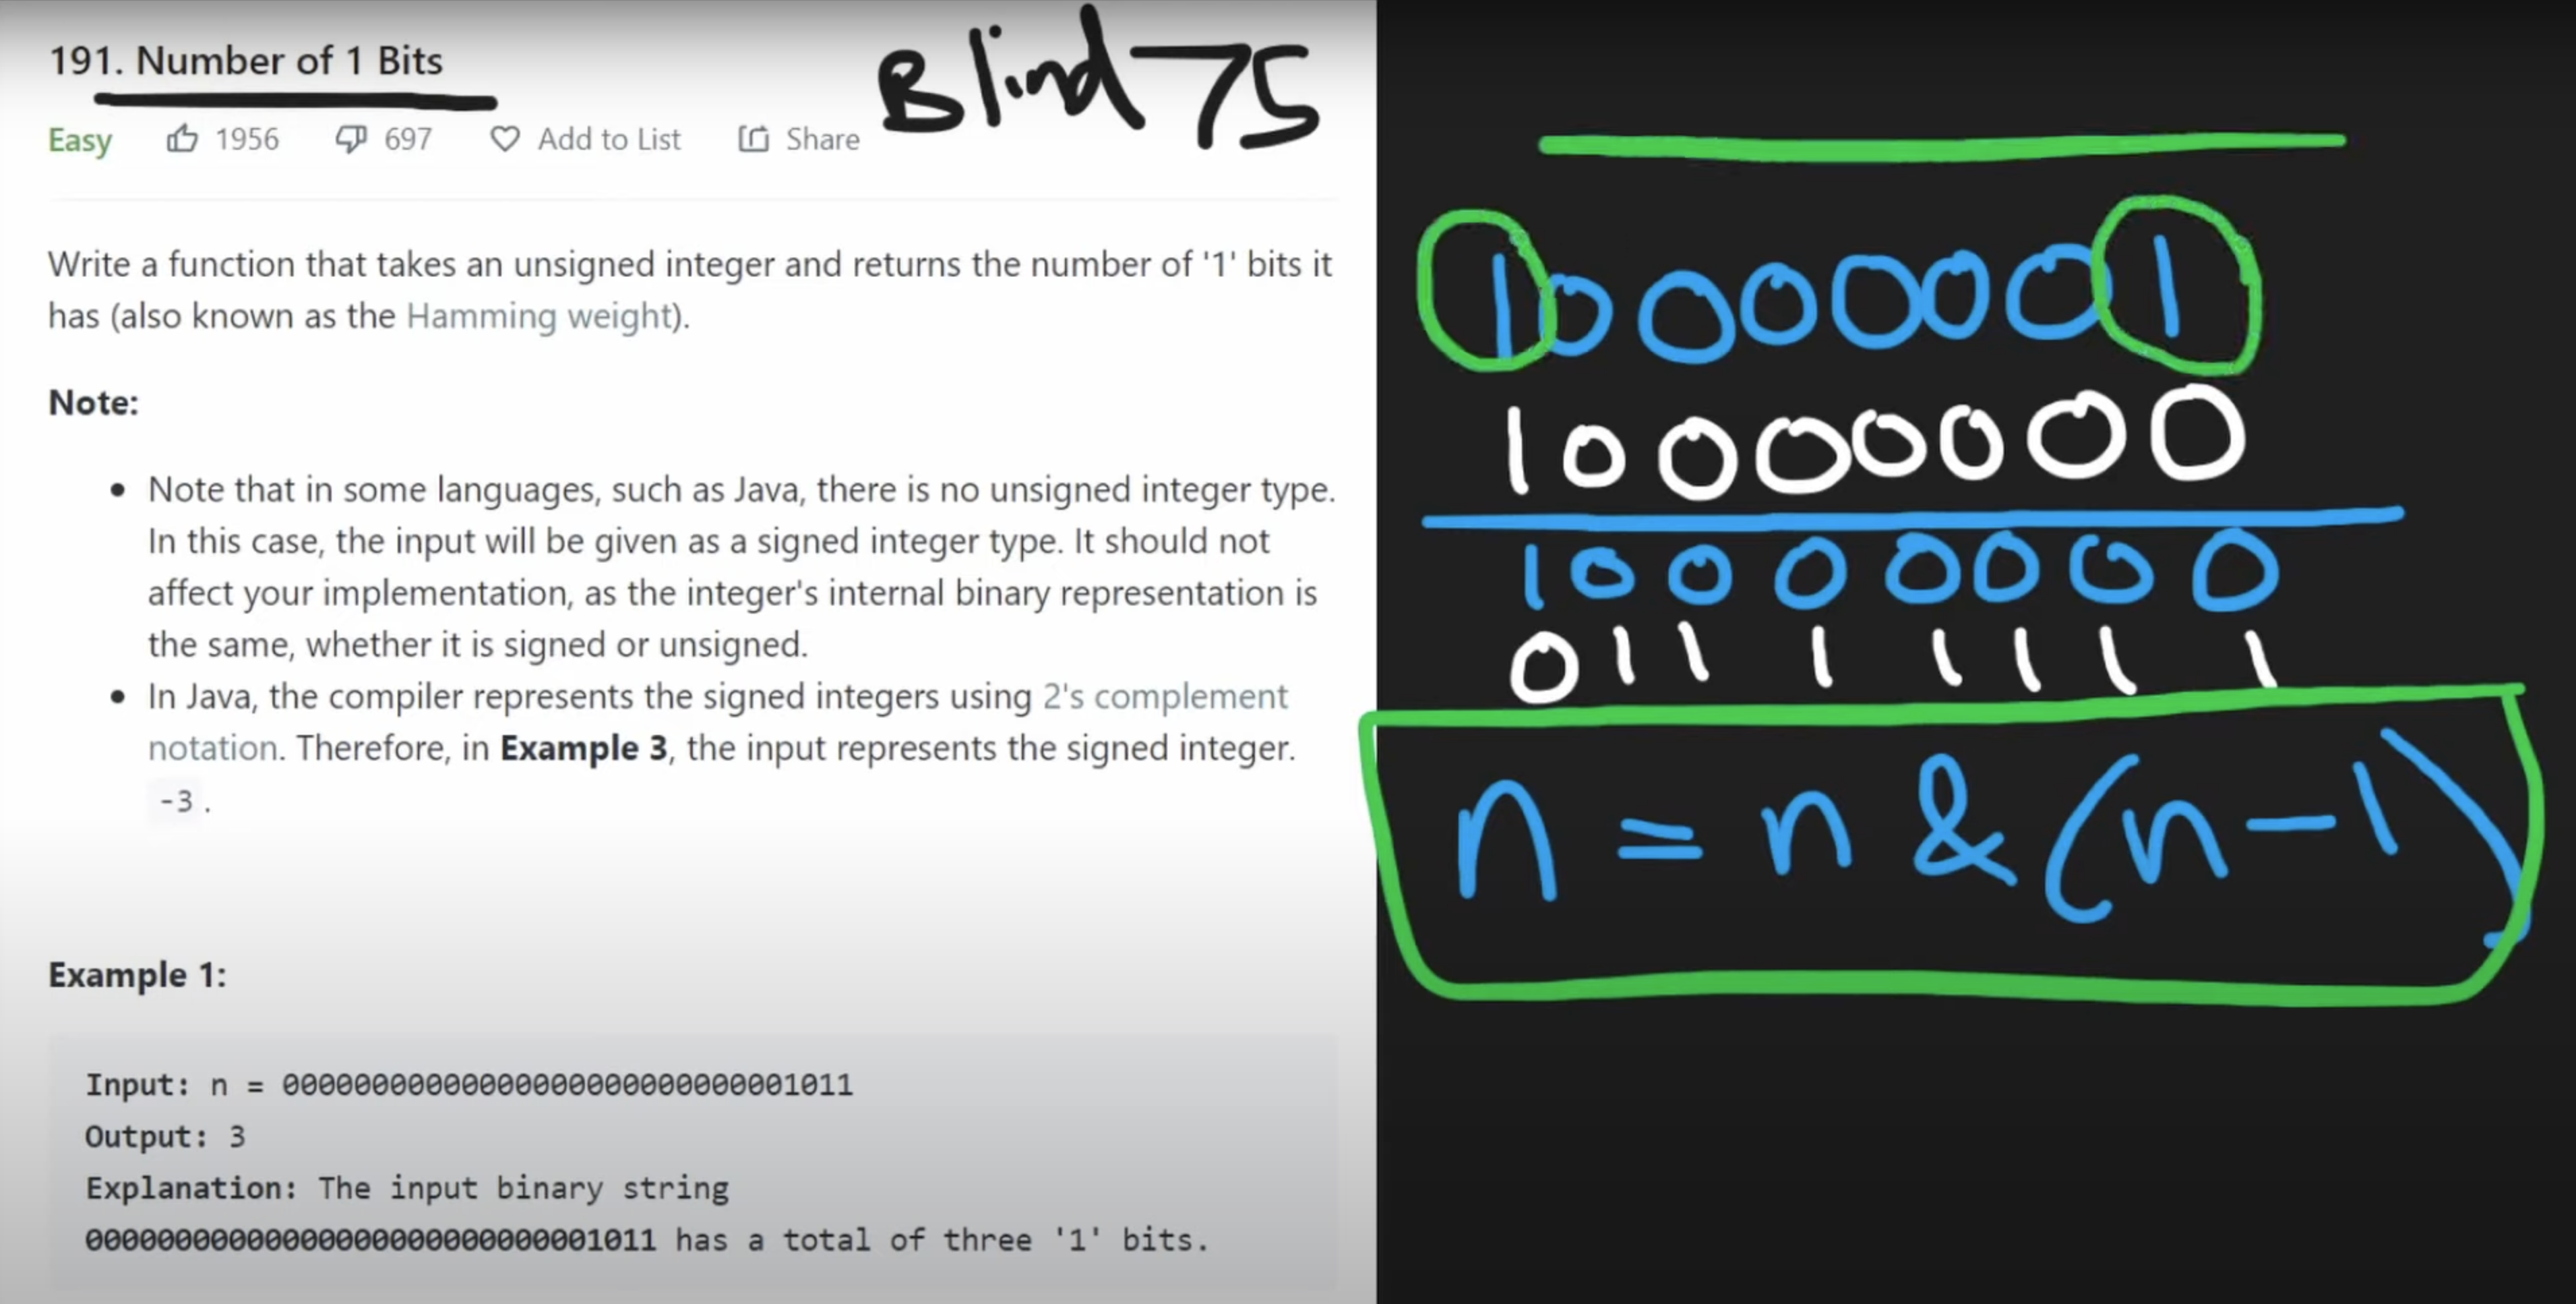 191. Number of 1 Bits
Blind 75
Easy 1956 697 Add to List Share
Write a function that takes an unsigned integer and returns the number of '1' bits it
has (also known as the Hamming weight).
Note:
• Note that in some languages, such as Java, there is no unsigned integer type.
In this case, the input will be given as a signed integer type. It should not
affect your implementation, as the integer's internal binary representation is
the same, whether it is signed or unsigned.
• In Java, the compiler represents the signed integers using 2's complement
notation. Therefore, in Example 3, the input represents the signed integer.
-3.
Example 1:
Input: n = 00000000000000000000000000001011
Output: 3
Explanation: The input binary string
00000000000000000000000000001011 has a total of three '1' bits.
10000001
10000000
10000000
01111111
n = n & (n-1)